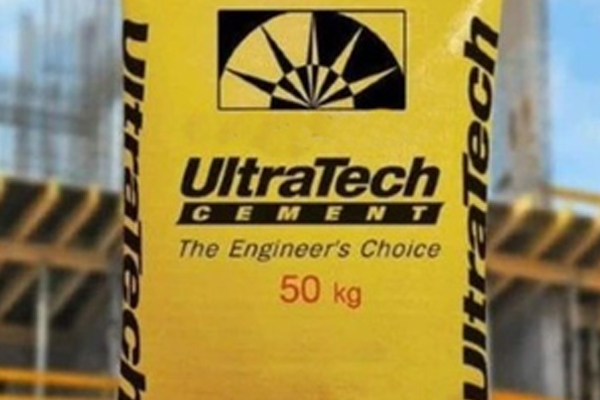 UltraTech
CEMENT
The Engineer's Choice
50 kg
UltraTech
UltraTech